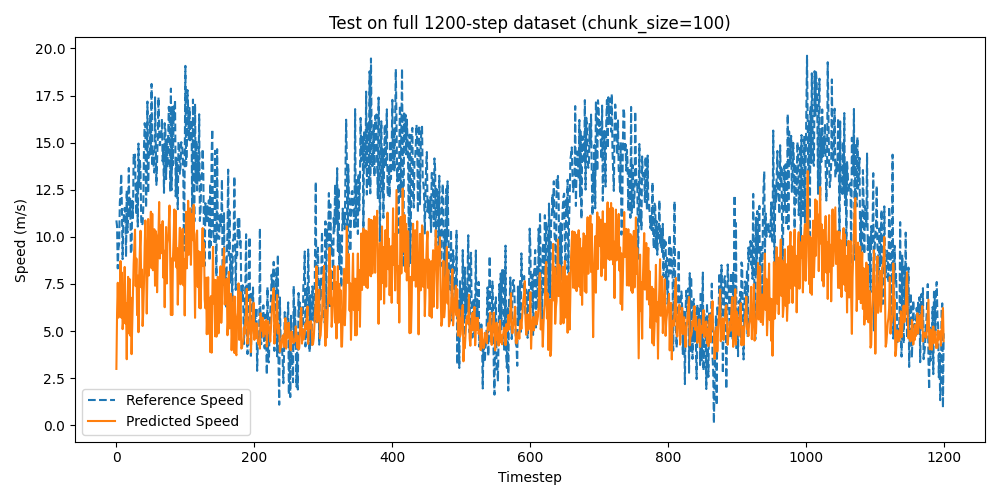 Test on full 1200-step dataset (chunk_size=100)
Speed (m/s)
20.0
17.5
15.0
12.5
10.0
7.5
5.0
2.5
0.0
Reference Speed
Predicted Speed
0 200 400 600 800 1000 1200
Timestep